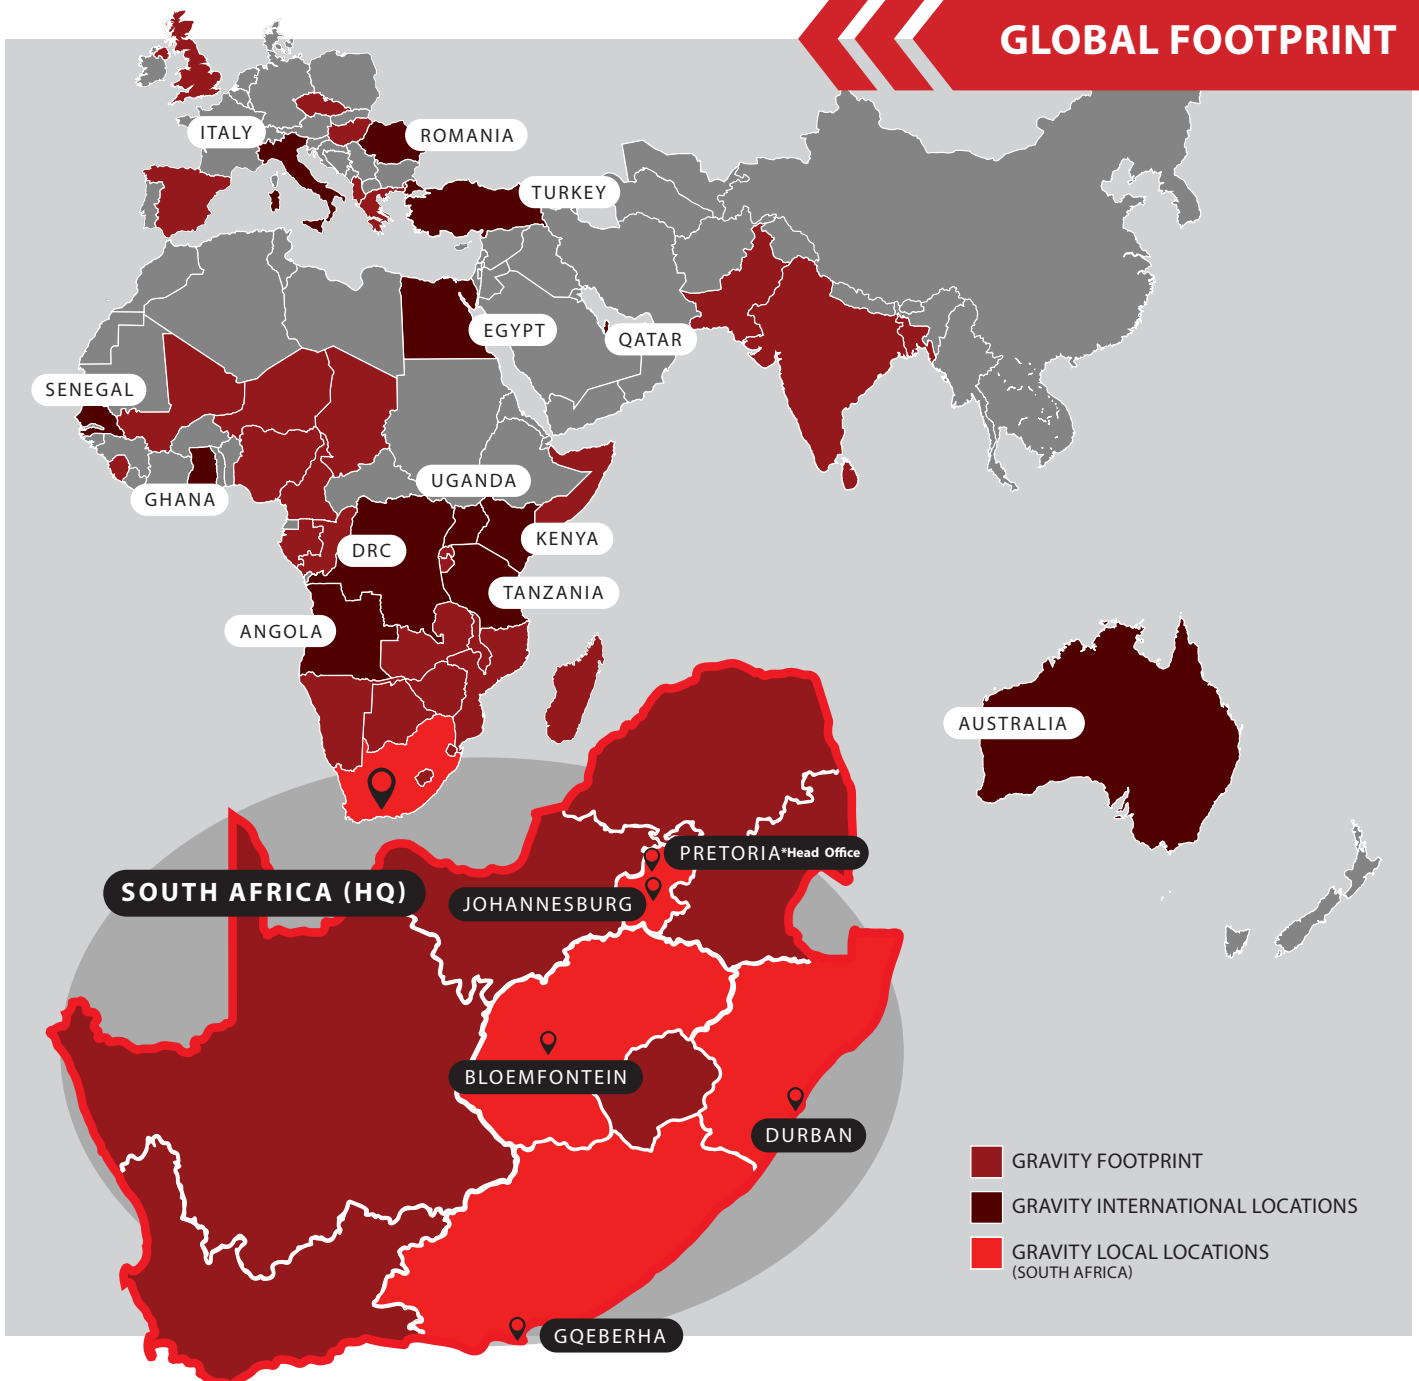 GLOBAL FOOTPRINT
ITALY
ROMANIA
TURKEY
EGYPT
QATAR
SENEGAL
UGANDA
GHANA
KENYA
DRC
TANZANIA
ANGOLA
AUSTRALIA
PRETORIA*Head Office
SOUTH AFRICA (HQ)
JOHANNESBURG
BLOEMFONTEIN
DURBAN
GRAVITY FOOTPRINT
GRAVITY INTERNATIONAL LOCATIONS
GRAVITY LOCAL LOCATIONS
(SOUTH AFRICA)
GQEBERHA